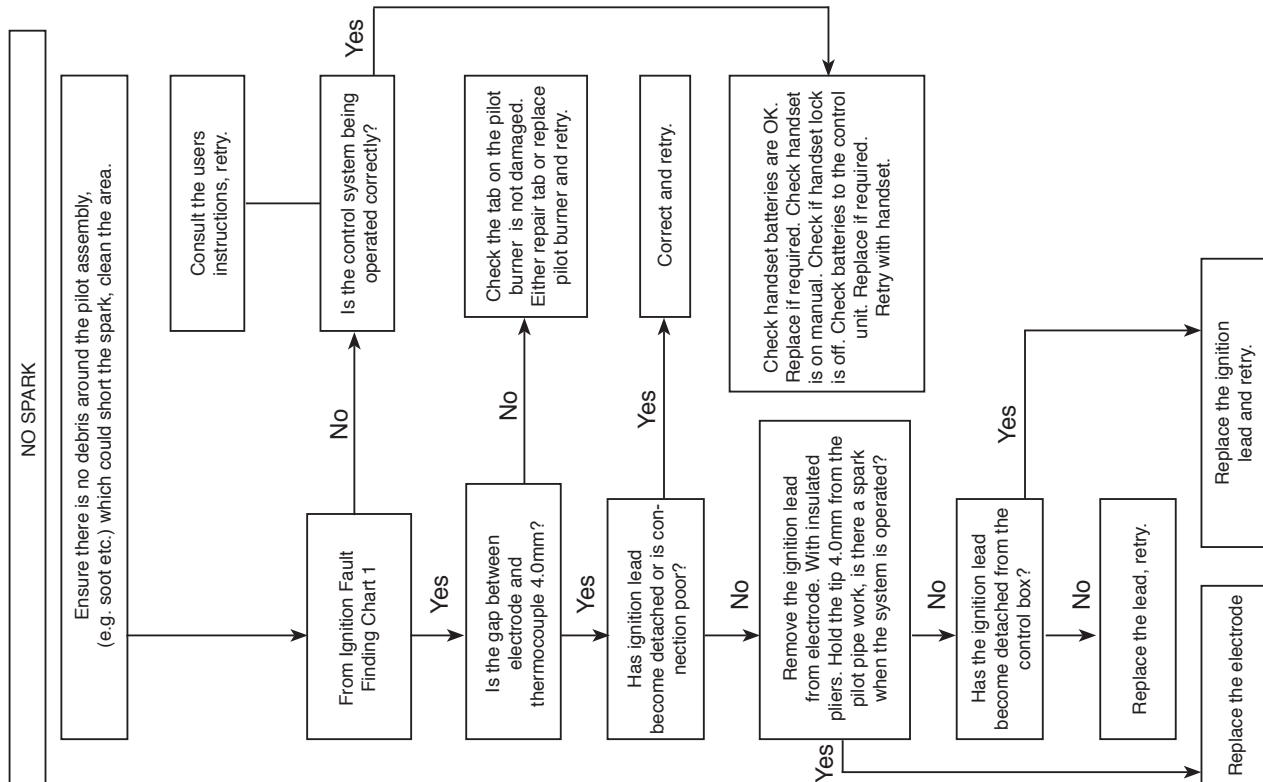 NO SPARK
Ensure there is no debris around the pilot assembly,
(e.g. soot etc.) which could short the spark, clean the area.
Consult the users
instructions, retry.
From Ignition Fault
Finding Chart 1
No
Is the control system being
operated correctly?
Yes
Yes
Is the gap between
electrode and
thermocouple 4.0mm?
No
Check the tab on the pilot
burner is not damaged.
Either repair tab or replace
pilot burner and retry.
Yes
Has ignition lead
become detached or is con-
nection poor?
Yes
Correct and retry.
No
Remove the ignition lead
from electrode. With insulated
pliers. Hold the tip 4.0mm from the
pilot pipe work, is there a spark
when the system is operated?
Check handset batteries are OK.
Replace if required. Check handset
is on manual. Check if handset lock
is off. Check batteries to the control
unit. Replace if required.
Retry with handset.
Yes
No
Has the ignition lead
become detached from the
control box?
Yes
No
Replace the lead, retry.
Replace the electrode
Replace the ignition
lead and retry.